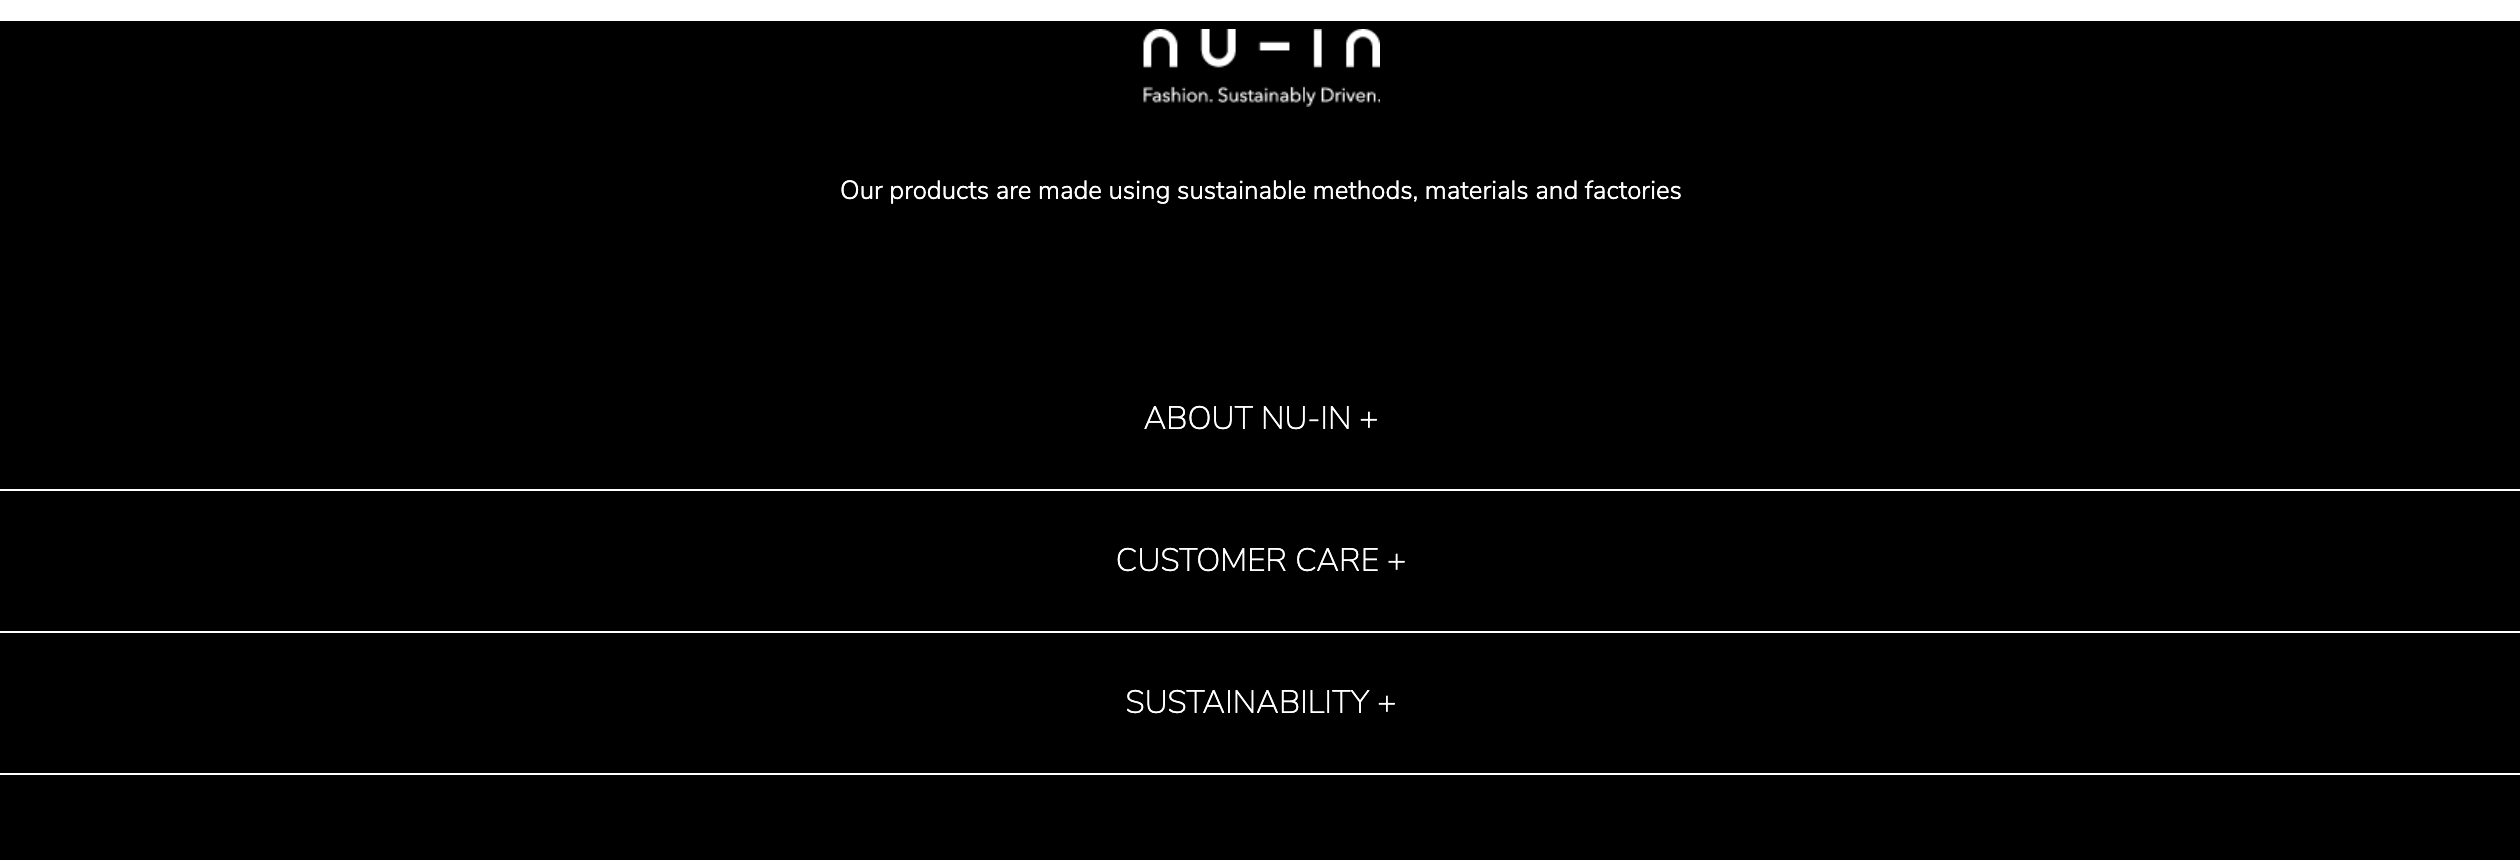 nu-in
Fashion. Sustainably Driven.
Our products are made using sustainable methods, materials and factories
ABOUT NU-IN +
CUSTOMER CARE +
SUSTAINABILITY +